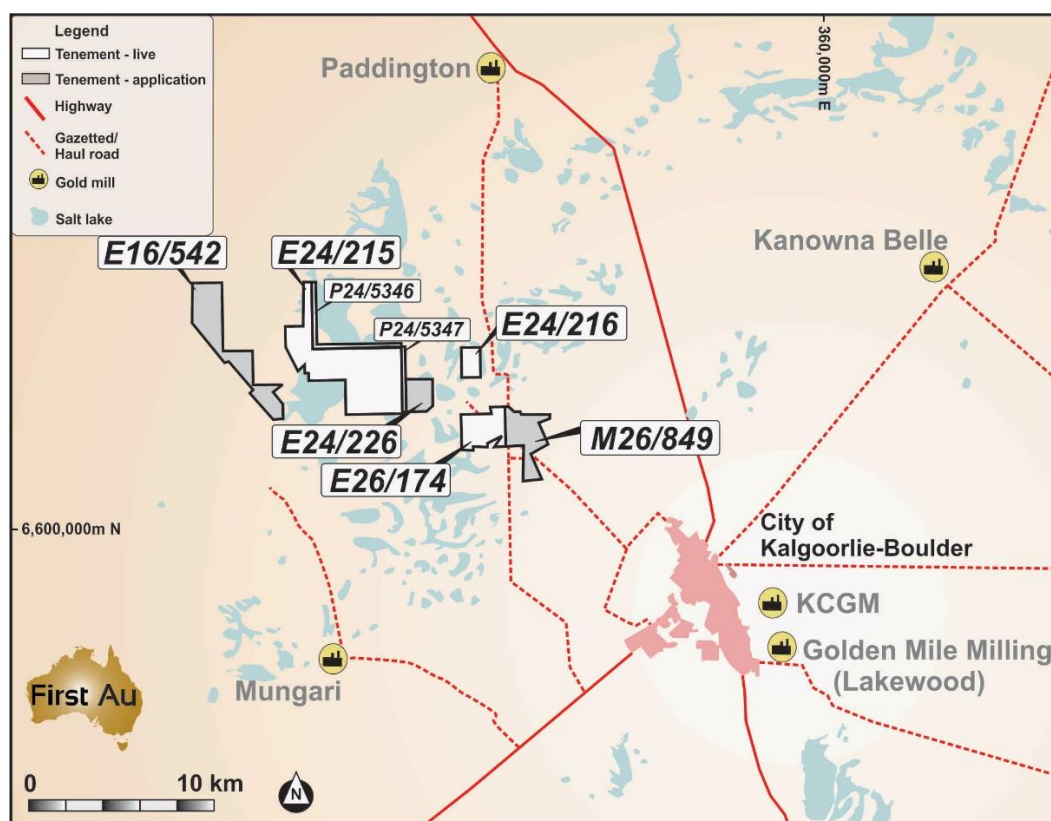 Legend
Tenement - live
Tenement - application
Highway
Gazetted/
Haul road
Gold mill
Salt lake
360,000m E
Paddington
Kanowna Belle
E16/542
E24/215
P24/5346
P24/5347
E24/216
E24/226
E26/174
M26/849
6,600,000m N
City of
Kalgoorlie-Boulder
KCGM
Golden Mile Milling
(Lakewood)
Mungari
First Au
0
10 km
N